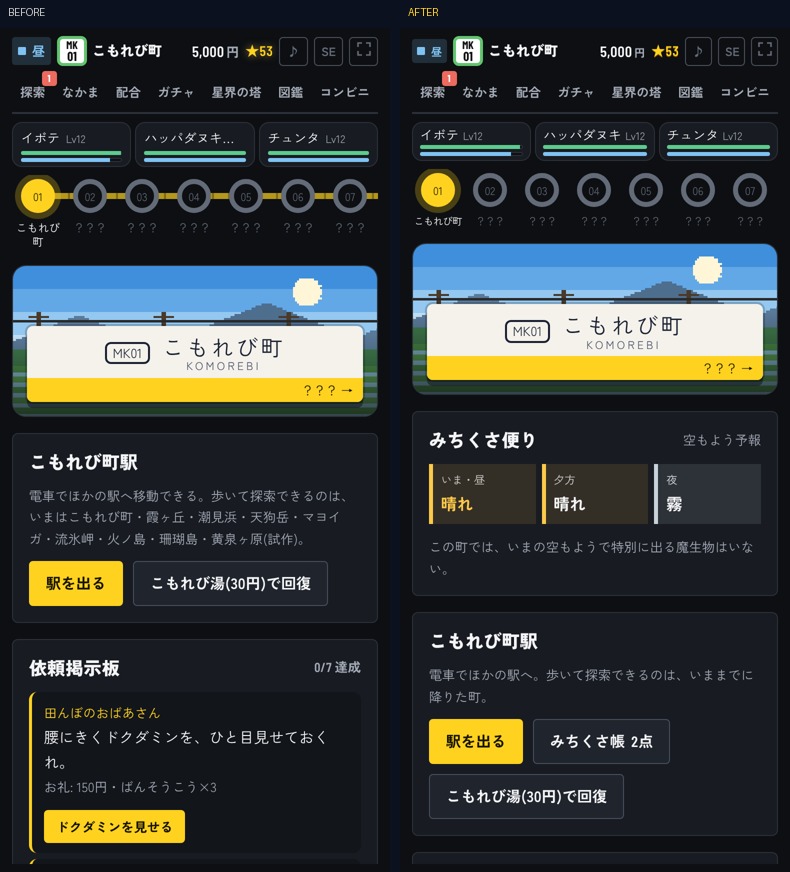 BEFORE
昼
MK
01
こもれび町
5,000 円
★53
♪
SE
1
探索 なかま 配合 ガチャ 星界の塔 図鑑 コンビニ
イボテ Lv12
ハッパダヌキ…
チュンタ Lv12
01 02 03 04 05 06 07
こもれび
町
??? ??? ??? ??? ??? ???
MK01
こもれび町
KOMOREBI
??? →
こもれび町駅
電車でほかの駅へ移動できる。歩いて探索できるのは、
いまはこもれび町・霞ヶ丘・潮見浜・天狗岳・マヨイ
ガ・流氷岬・火ノ島・珊瑚島・黄泉ヶ原(試作)。
駅を出る
こもれび湯(30円)で回復
依頼掲示板
0/7 達成
田んぼのおばあさん
腰にきくドクダミンを、ひと目見せておく
れ。
お礼: 150円・ばんそうこう×3
ドクダミンを見せる
AFTER
昼
MK
01
こもれび町
5,000 円
★53
♪
SE
1
探索 なかま 配合 ガチャ 星界の塔 図鑑 コンビニ
イボテ Lv12
ハッパダヌキ Lv12
チュンタ Lv12
01 02 03 04 05 06 07
こもれび町 ??? ??? ??? ??? ??? ???
MK01
こもれび町
KOMOREBI
??? →
みちくさ便り
空もよう予報
いま・昼
晴れ
夕方
晴れ
夜
霧
この町では、いまの空もようで特別に出る魔生物はいな
い。
こもれび町駅
電車でほかの駅へ。歩いて探索できるのは、いままでに
降りた町。
駅を出る
みちくさ帳 2点
こもれび湯(30円)で回復